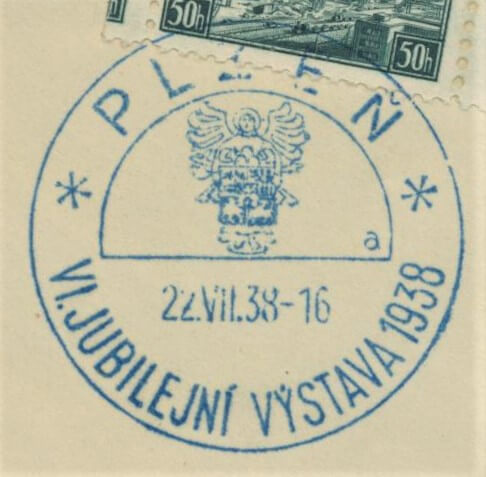 50h
50h
PLZEŇ
* *
a
22.VII.38-16
VI. JUBILEJNÍ VÝSTAVA 1938